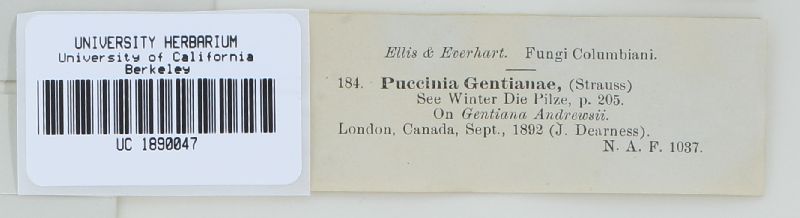 UNIVERSITY HERBARIUM
University of California
Berkeley
UC 1890047
Ellis & Everhart. Fungi Columbiani.
184. Puccinia Gentianae, (Strauss)
See Winter Die Pilze, p. 205.
On Gentiana Andrewsii.
London, Canada, Sept., 1892 (J. Dearness).
N. A. F. 1037.